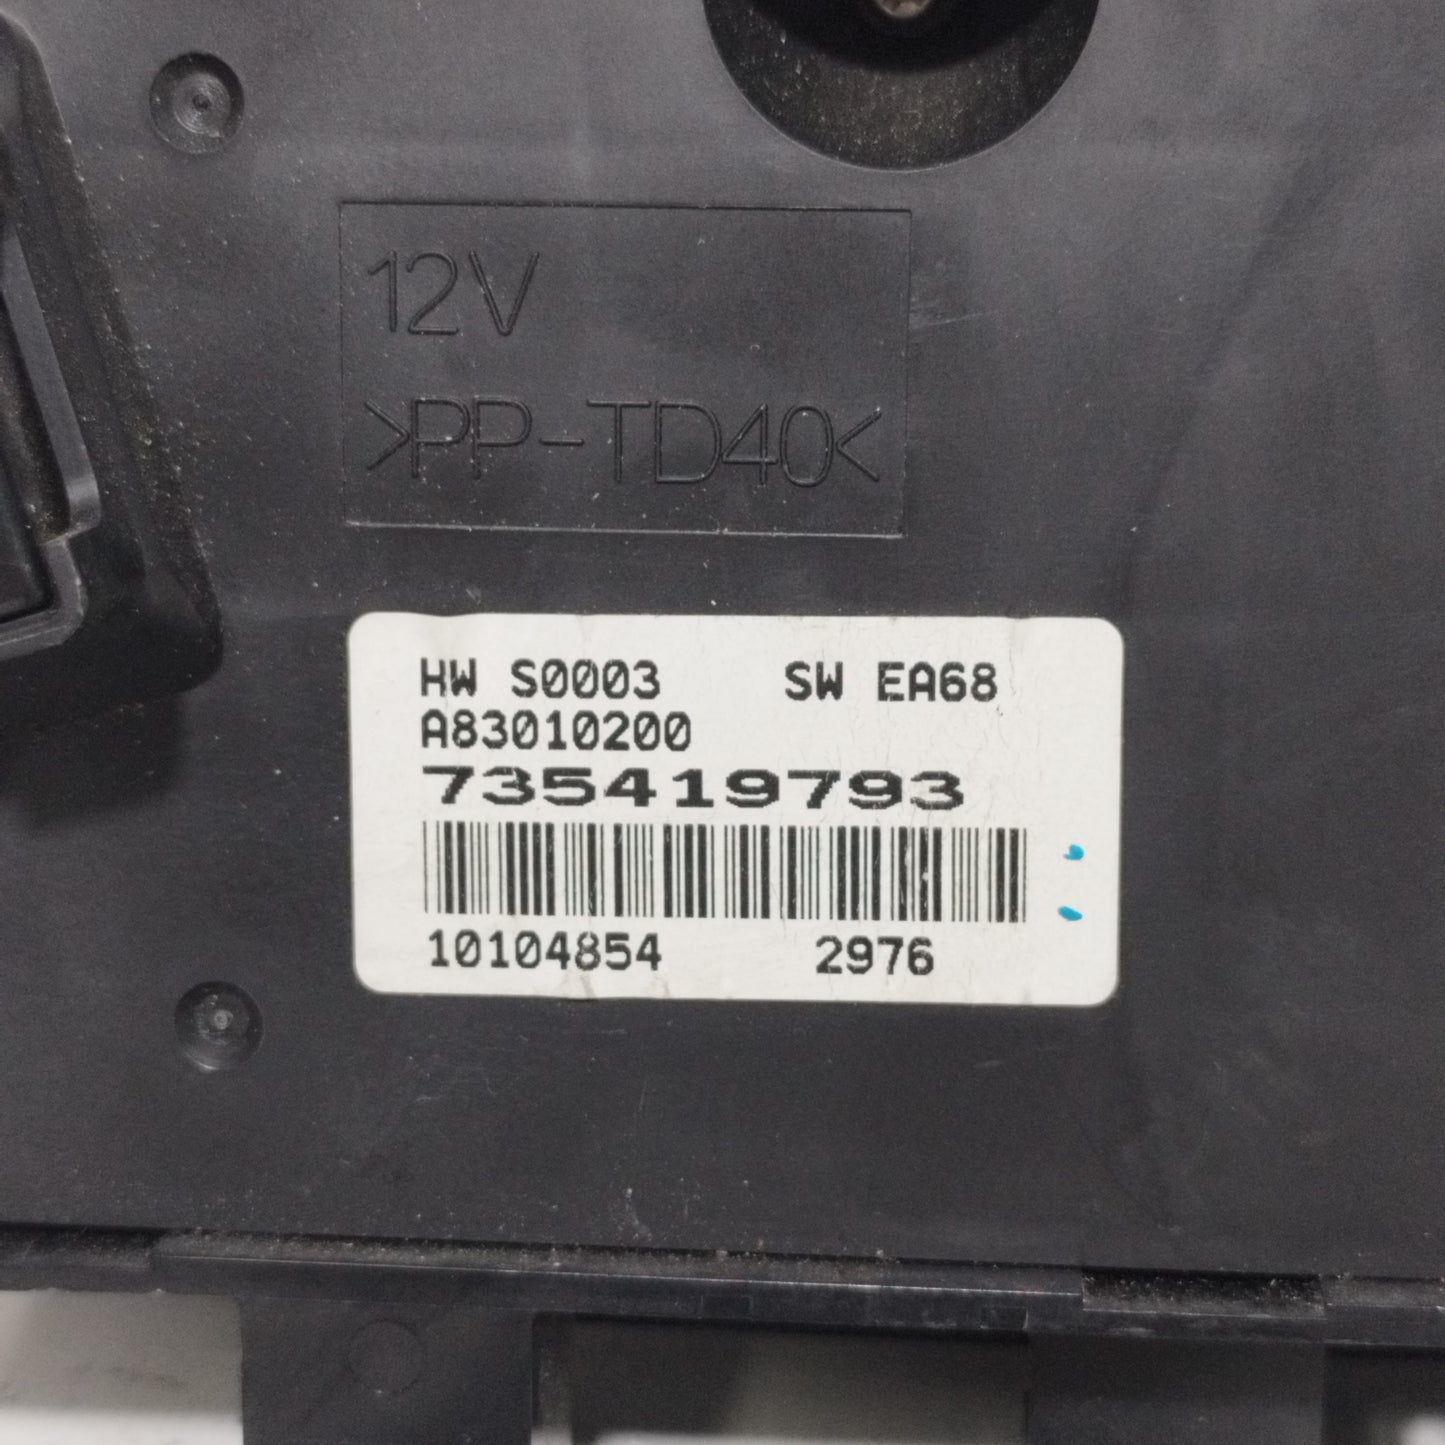 12V
>PP-TD40<
HW S0003 SW EA68
A83010200
735419793
10104854 2976